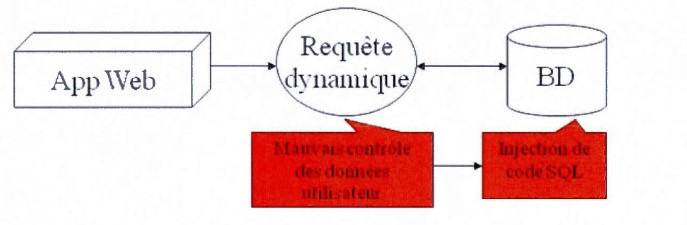 App Web
Requête
dynamique
BD
Mauvais contrôle
des données
utilisateur
Injection de
code SQL